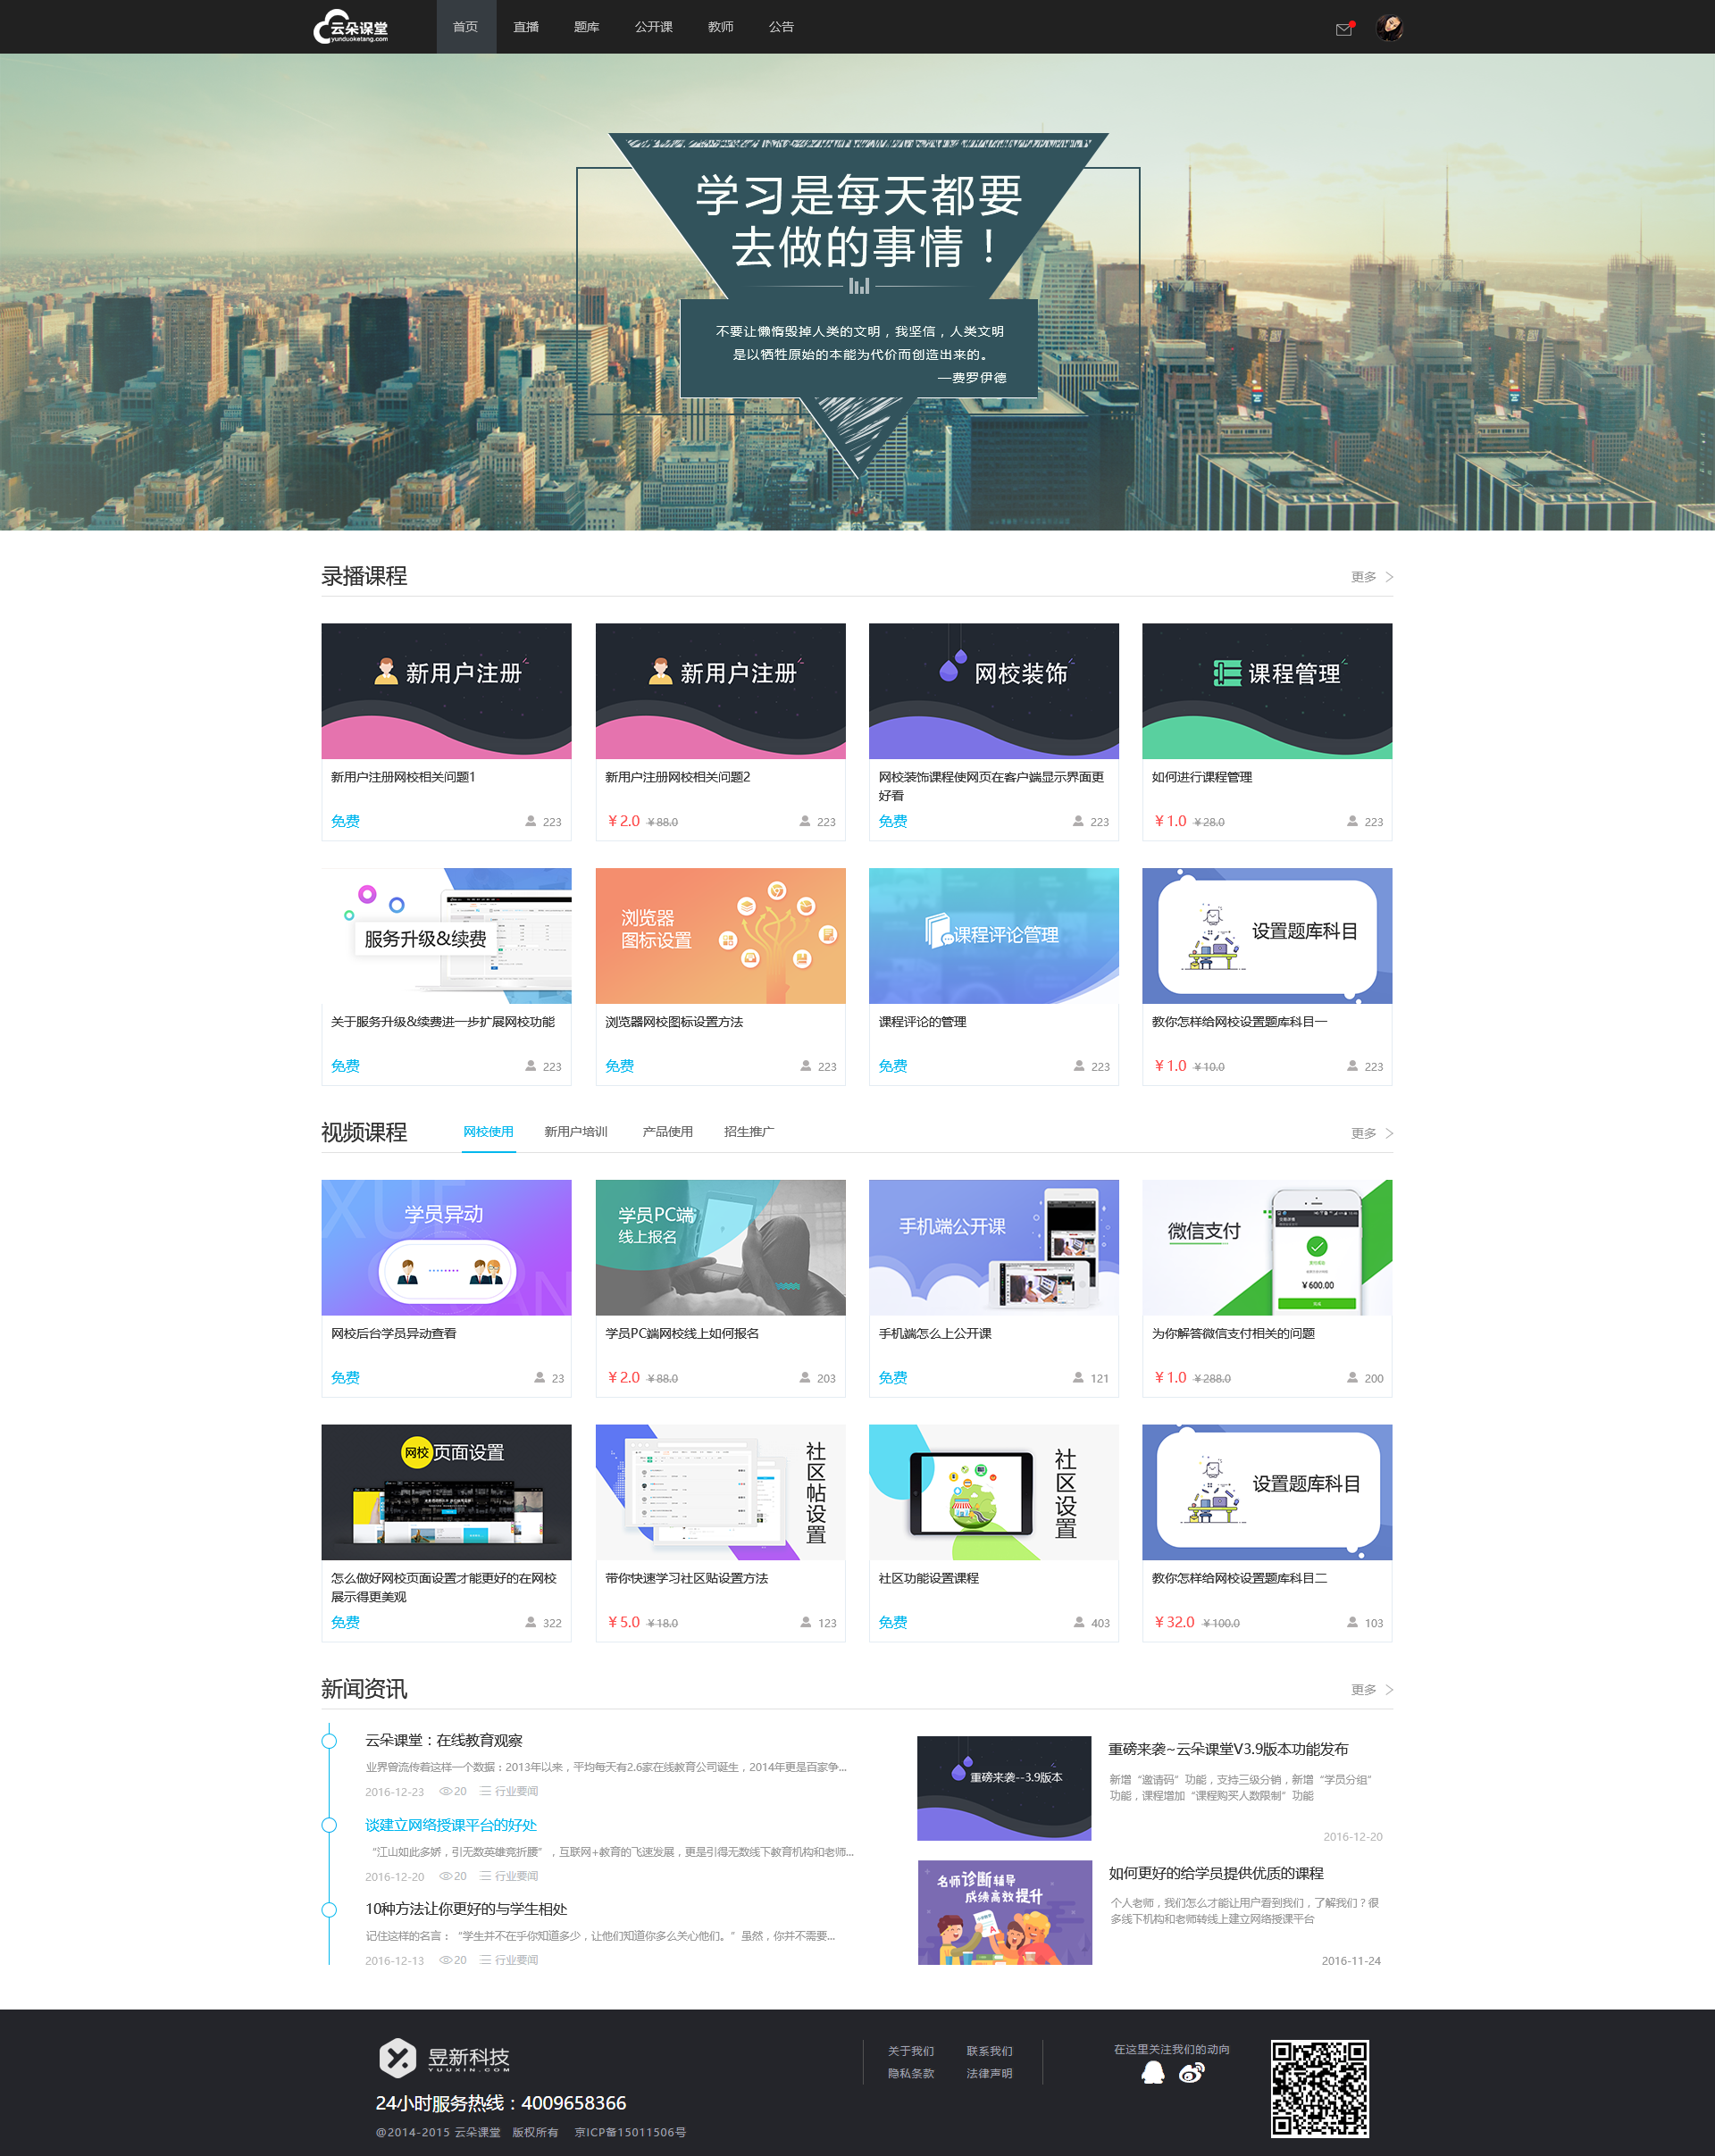 云朵课堂
yunduoketang.com
首页 直播 题库 公开课 教师 公告
学习是每天都要
去做的事情！
不要让懒惰毁掉人类的文明，我坚信，人类文明
是以牺牲原始的本能为代价而创造出来的。
—费罗伊德
录播课程 更多
新用户注册
新用户注册网校相关问题1
免费 223
新用户注册
新用户注册网校相关问题2
￥2.0 ￥88.0 223
网校装饰
网校装饰课程使网页在客户端显示界面更
好看
免费 223
课程管理
如何进行课程管理
￥1.0 ￥28.0 223
服务升级&续费
关于服务升级&续费进一步扩展网校功能
免费 223
浏览器
图标设置
浏览器网校图标设置方法
免费 223
课程评论管理
课程评论的管理
免费 223
设置题库科目
教你怎样给网校设置题库科目一
￥1.0 ￥10.0 223
视频课程 网校使用 新用户培训 产品使用 招生推广 更多
学员异动
网校后台学员异动查看
免费 23
学员PC端
线上报名
学员PC端网校线上如何报名
￥2.0 ￥88.0 203
手机端公开课
手机端怎么上公开课
免费 121
微信支付
￥600.00
为你解答微信支付相关的问题
￥1.0 ￥288.0 200
网校页面设置
怎么做好网校页面设置才能更好的在网校
展示得更美观
免费 322
社区帖设置
带你快速学习社区贴设置方法
￥5.0 ￥18.0 123
社区设置
社区功能设置课程
免费 403
设置题库科目
教你怎样给网校设置题库科目二
￥32.0 ￥100.0 103
新闻资讯 更多
云朵课堂：在线教育观察
业界曾流传着这样一个数据：2013年以来，平均每天有2.6家在线教育公司诞生，2014年更是百家争...
2016-12-23 20 行业要闻
谈建立网络授课平台的好处
“江山如此多娇，引无数英雄竞折腰”，互联网+教育的飞速发展，更是引得无数线下教育机构和老师...
2016-12-20 20 行业要闻
10种方法让你更好的与学生相处
记住这样的名言：“学生并不在乎你知道多少，让他们知道你多么关心他们。”虽然，你并不需要...
2016-12-13 20 行业要闻
重磅来袭--3.9版本
重磅来袭~云朵课堂V3.9版本功能发布
新增“邀请码”功能，支持三级分销，新增“学员分组”
功能，课程增加“课程购买人数限制”功能
2016-12-20
名师诊断辅导
成绩高效提升
如何更好的给学员提供优质的课程
个人老师，我们怎么才能让用户看到我们，了解我们？很
多线下机构和老师转线上建立网络授课平台
2016-11-24
昱新科技
YUUXIN.COM
24小时服务热线：4009658366
@2014-2015 云朵课堂 版权所有 京ICP备15011506号
关于我们 联系我们
隐私条款 法律声明
在这里关注我们的动向